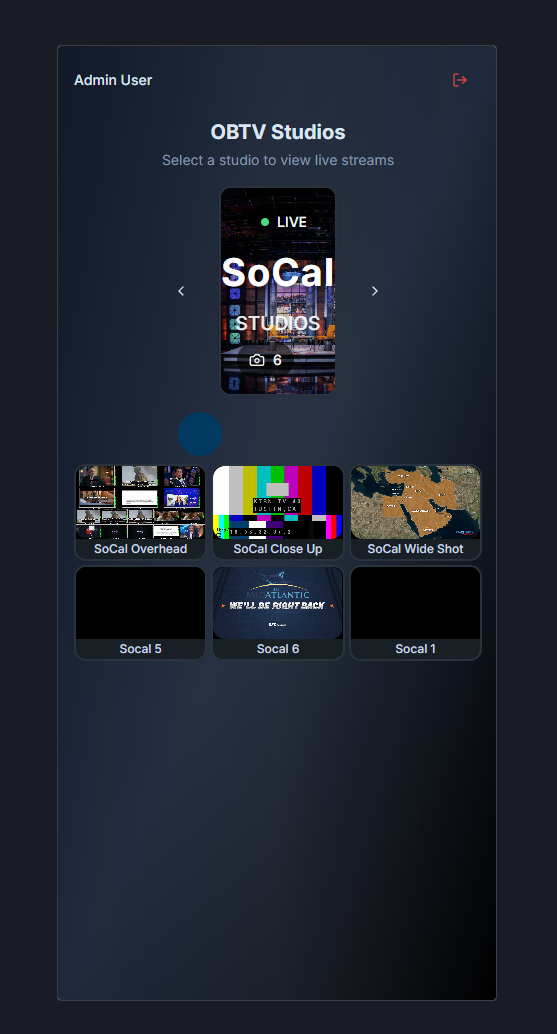 Admin User
OBTV Studios
Select a studio to view live streams
LIVE
SoCal
STUDIOS
6
SoCal Overhead
SoCal Close Up
SoCal Wide Shot
ATLANTIC
WE'LL BE RIGHT BACK
Socal 5
Socal 6
Socal 1